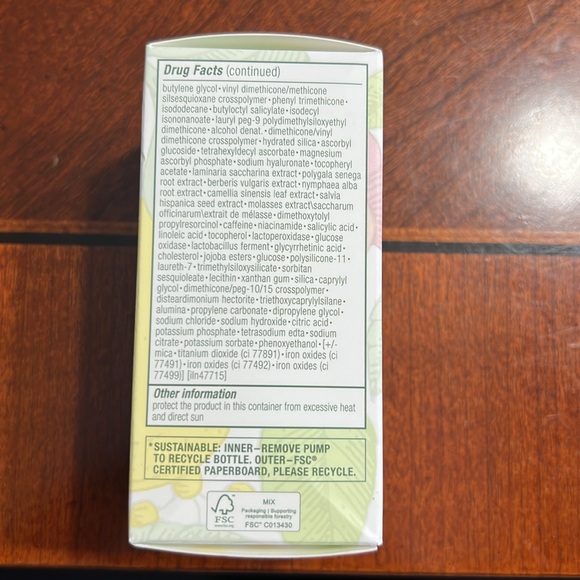 Drug Facts (continued)
butylene glycol•vinyl dimethicone/methicone
silsesquioxane crosspolymer•phenyl trimethicone•
isododecane•butyloctyl salicylate•isodecyl
isononanoate•lauryl peg-9 polydimethylsiloxyethyl
dimethicone•alcohol denat.•dimethicone/vinyl
dimethicone crosspolymer•hydrated silica•ascorbyl
glucoside•tetrahexyldecyl ascorbate•magnesium
ascorbyl phosphate•sodium hyaluronate•tocopheryl
acetate•laminaria saccharina extract•polygala senega
root extract•berberis vulgaris extract•nymphaea alba
root extract•camellia sinensis leaf extract•salvia
hispanica seed extract•molasses extract\saccharum
officinarum\extrait de mélasse•dimethoxytolyl
propylresorcinol•caffeine•niacinamide•salicylic acid•
linoleic acid•tocopherol•lactoperoxidase•glucose
oxidase•lactobacillus ferment•glycyrrhetinic acid•
cholesterol•jojoba esters•glucose•polysilicone-11•
laureth-7•trimethylsiloxysilicate•sorbitan
sesquioleate•lecithin•xanthan gum•silica•caprylyl
glycol•dimethicone/peg-10/15 crosspolymer•
disteardimonium hectorite•triethoxycaprylylsilane•
alumina•propylene carbonate•dipropylene glycol•
sodium chloride•sodium hydroxide•citric acid•
potassium phosphate•tetrasodium edta•sodium
citrate•potassium sorbate•phenoxyethanol•[+/-
mica•titanium dioxide (ci 77891)•iron oxides (ci
77491)•iron oxides (ci 77492)•iron oxides (ci
77499)] [iln47715]
Other information
protect the product in this container from excessive heat
and direct sun
*SUSTAINABLE: INNER–REMOVE PUMP
TO RECYCLE BOTTLE. OUTER–FSC®
CERTIFIED PAPERBOARD, PLEASE RECYCLE.
FSC
www.fsc.org
MIX
Packaging | Supporting
responsible forestry
FSC® C013430